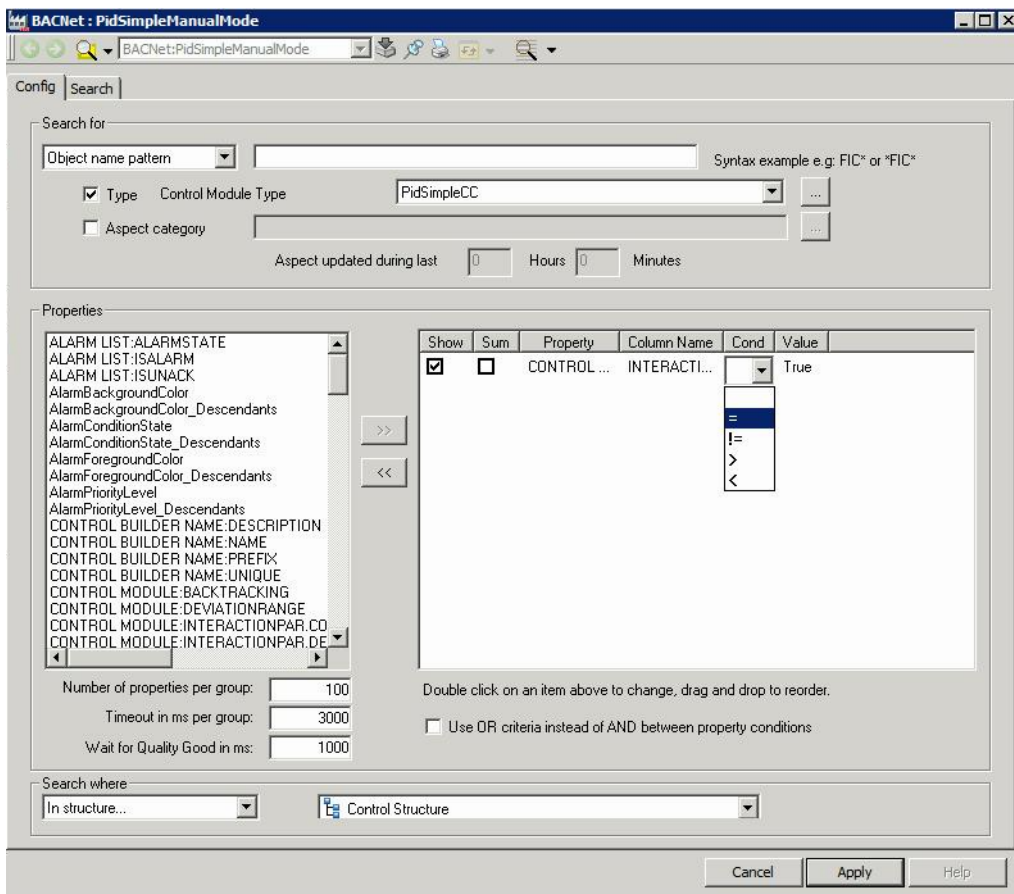 BACNet : PidSimpleManualMode
BACNet:PidSimpleManualMode
Config Search
Search for
Object name pattern Syntax example e.g: FIC* or *FIC*
Type Control Module Type PidSimpleCC ...
Aspect category ...
Aspect updated during last 0 Hours 0 Minutes
Properties
ALARM LIST:ALARMSTATE
ALARM LIST:ISALARM
ALARM LIST:ISUNACK
AlarmBackgroundColor
AlarmBackgroundColor_Descendants
AlarmConditionState
AlarmConditionState_Descendants
AlarmForegroundColor
AlarmForegroundColor_Descendants
AlarmPriorityLevel
AlarmPriorityLevel_Descendants
CONTROL BUILDER NAME:DESCRIPTION
CONTROL BUILDER NAME:NAME
CONTROL BUILDER NAME:PREFIX
CONTROL BUILDER NAME:UNIQUE
CONTROL MODULE:BACKTRACKING
CONTROL MODULE:DEVIATIONRANGE
CONTROL MODULE:INTERACTIONPAR.CO
CONTROL MODULE:INTERACTIONPAR.DE
>>
<<
Show Sum Property Column Name Cond Value
CONTROL ... INTERACTI... True
=
!=
>
<
Number of properties per group: 100
Timeout in ms per group: 3000
Wait for Quality Good in ms: 1000
Double click on an item above to change, drag and drop to reorder.
Use OR criteria instead of AND between property conditions
Search where
In structure... Control Structure
Cancel Apply Help